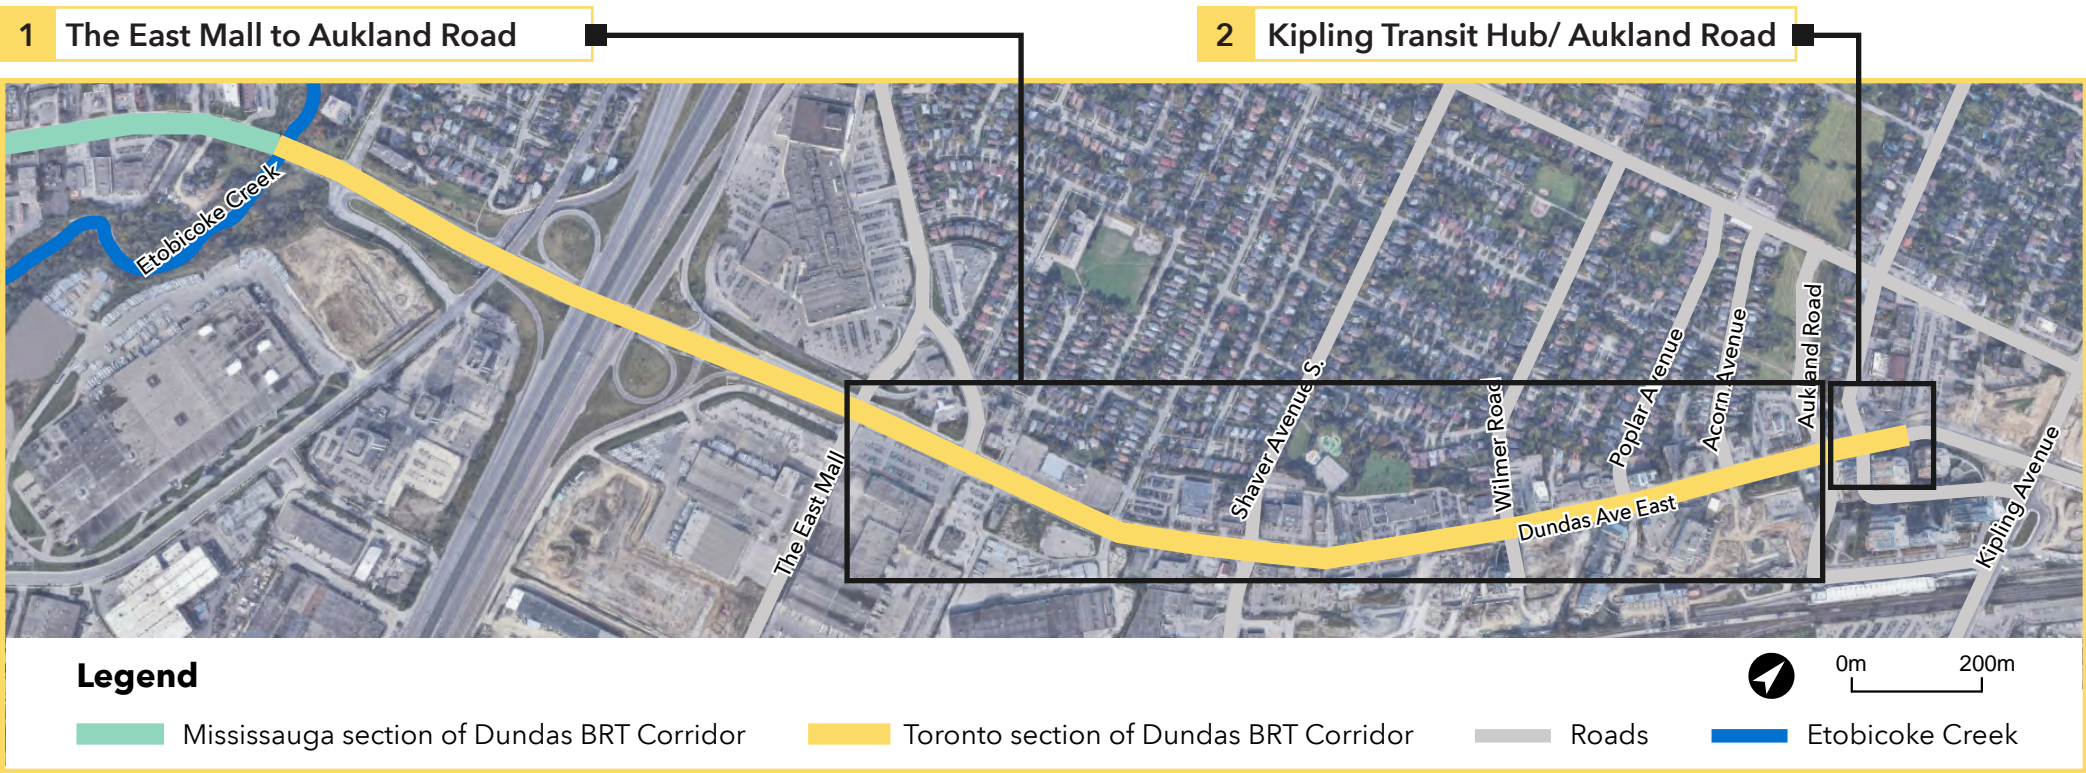 1 The East Mall to Aukland Road
2 Kipling Transit Hub/ Aukland Road
Etobicoke Creek
The East Mall
Shaver Avenue S.
Wilmer Road
Poplar Avenue
Acorn Avenue
Aukland Road
Dundas Ave East
Kipling Avenue
Legend
0m 200m
Mississauga section of Dundas BRT Corridor
Toronto section of Dundas BRT Corridor
Roads
Etobicoke Creek